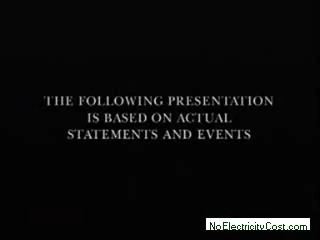 THE FOLLOWING PRESENTATION
IS BASED ON ACTUAL
STATEMENTS AND EVENTS
NoElectricityCost.com